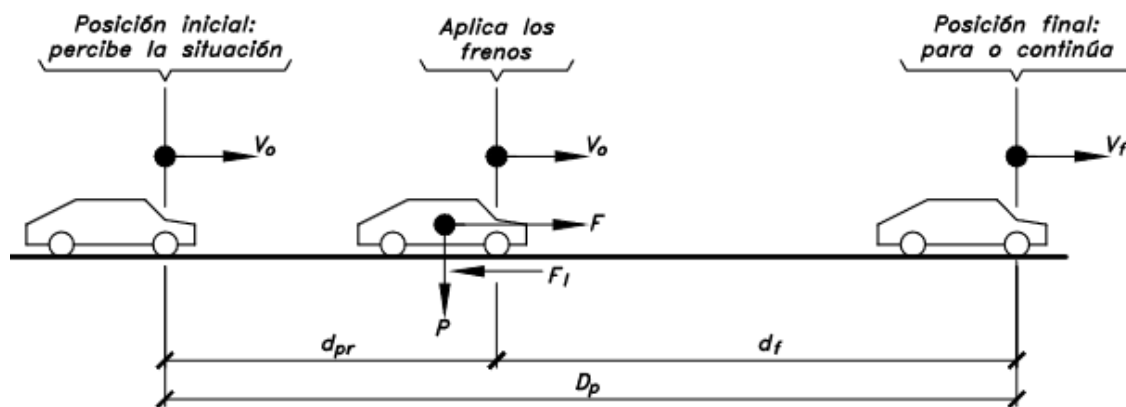 Posición inicial:
percibe la situación
Aplica los
frenos
Posición final:
para o continúa
Vo
Vo
Vf
F
Fl
P
dpr
df
Dp